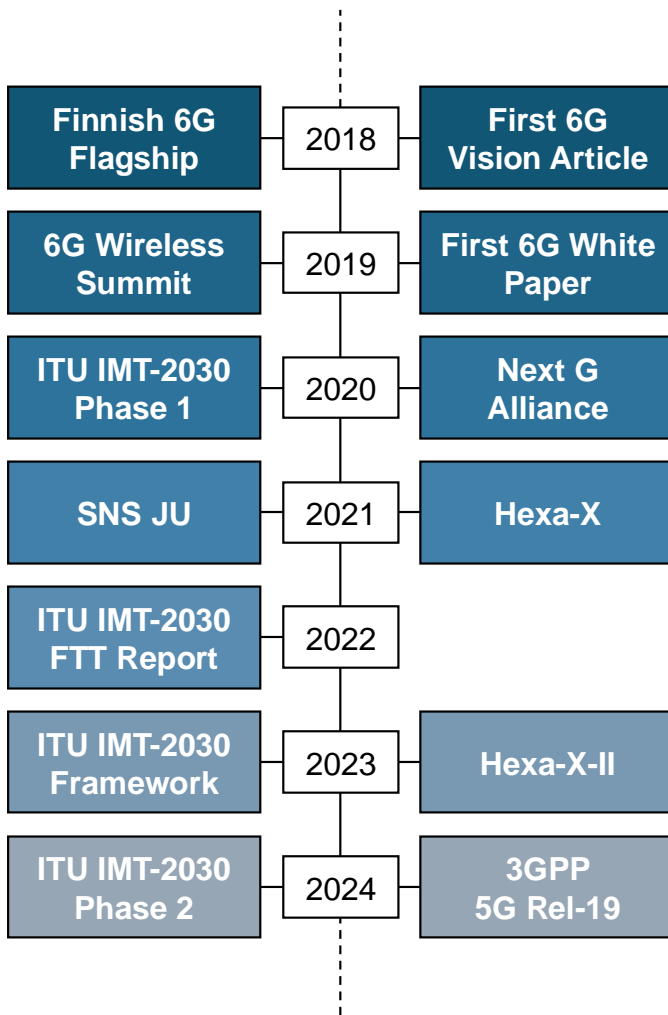 Finnish 6G
Flagship
2018
First 6G
Vision Article
6G Wireless
Summit
2019
First 6G White
Paper
ITU IMT-2030
Phase 1
2020
Next G
Alliance
SNS JU
2021
Hexa-X
ITU IMT-2030
FTT Report
2022
ITU IMT-2030
Framework
2023
Hexa-X-II
ITU IMT-2030
Phase 2
2024
3GPP
5G Rel-19